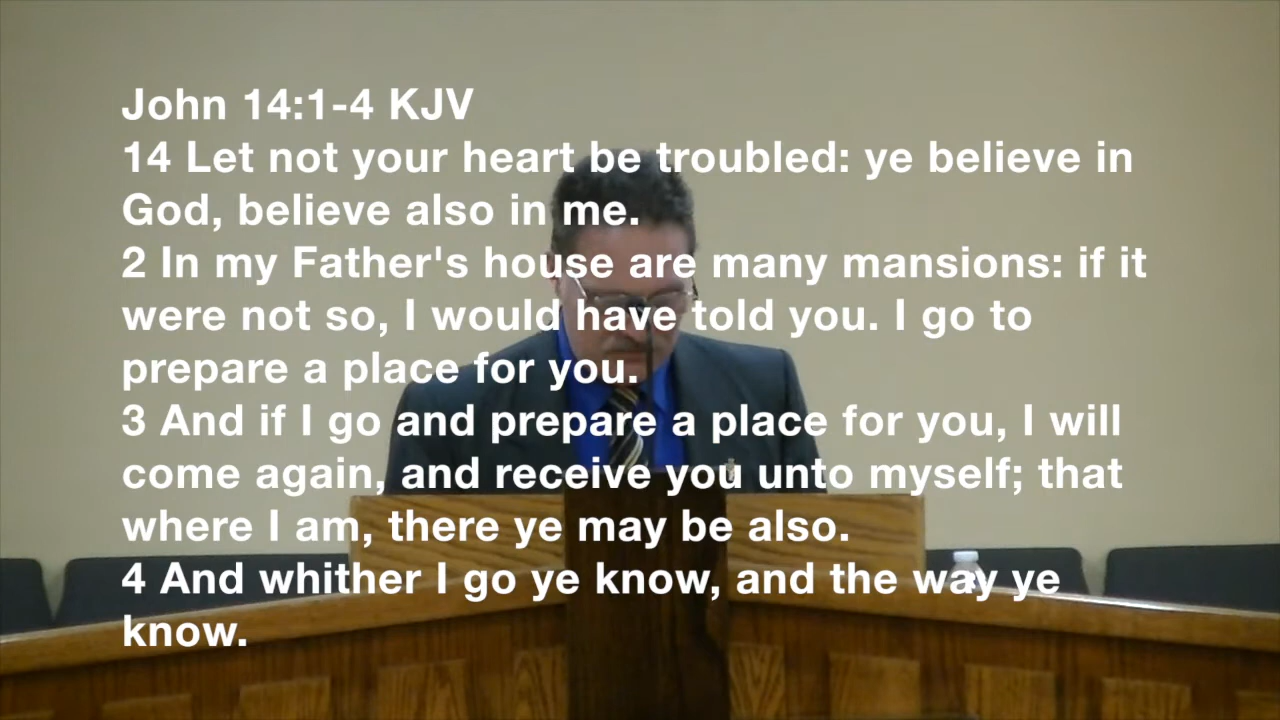 John 14:1-4 KJV
14 Let not your heart be troubled: ye believe in
God, believe also in me.
2 In my Father's house are many mansions: if it
were not so, I would have told you. I go to
prepare a place for you.
3 And if I go and prepare a place for you, I will
come again, and receive you unto myself; that
where I am, there ye may be also.
4 And whither I go ye know, and the way ye
know.